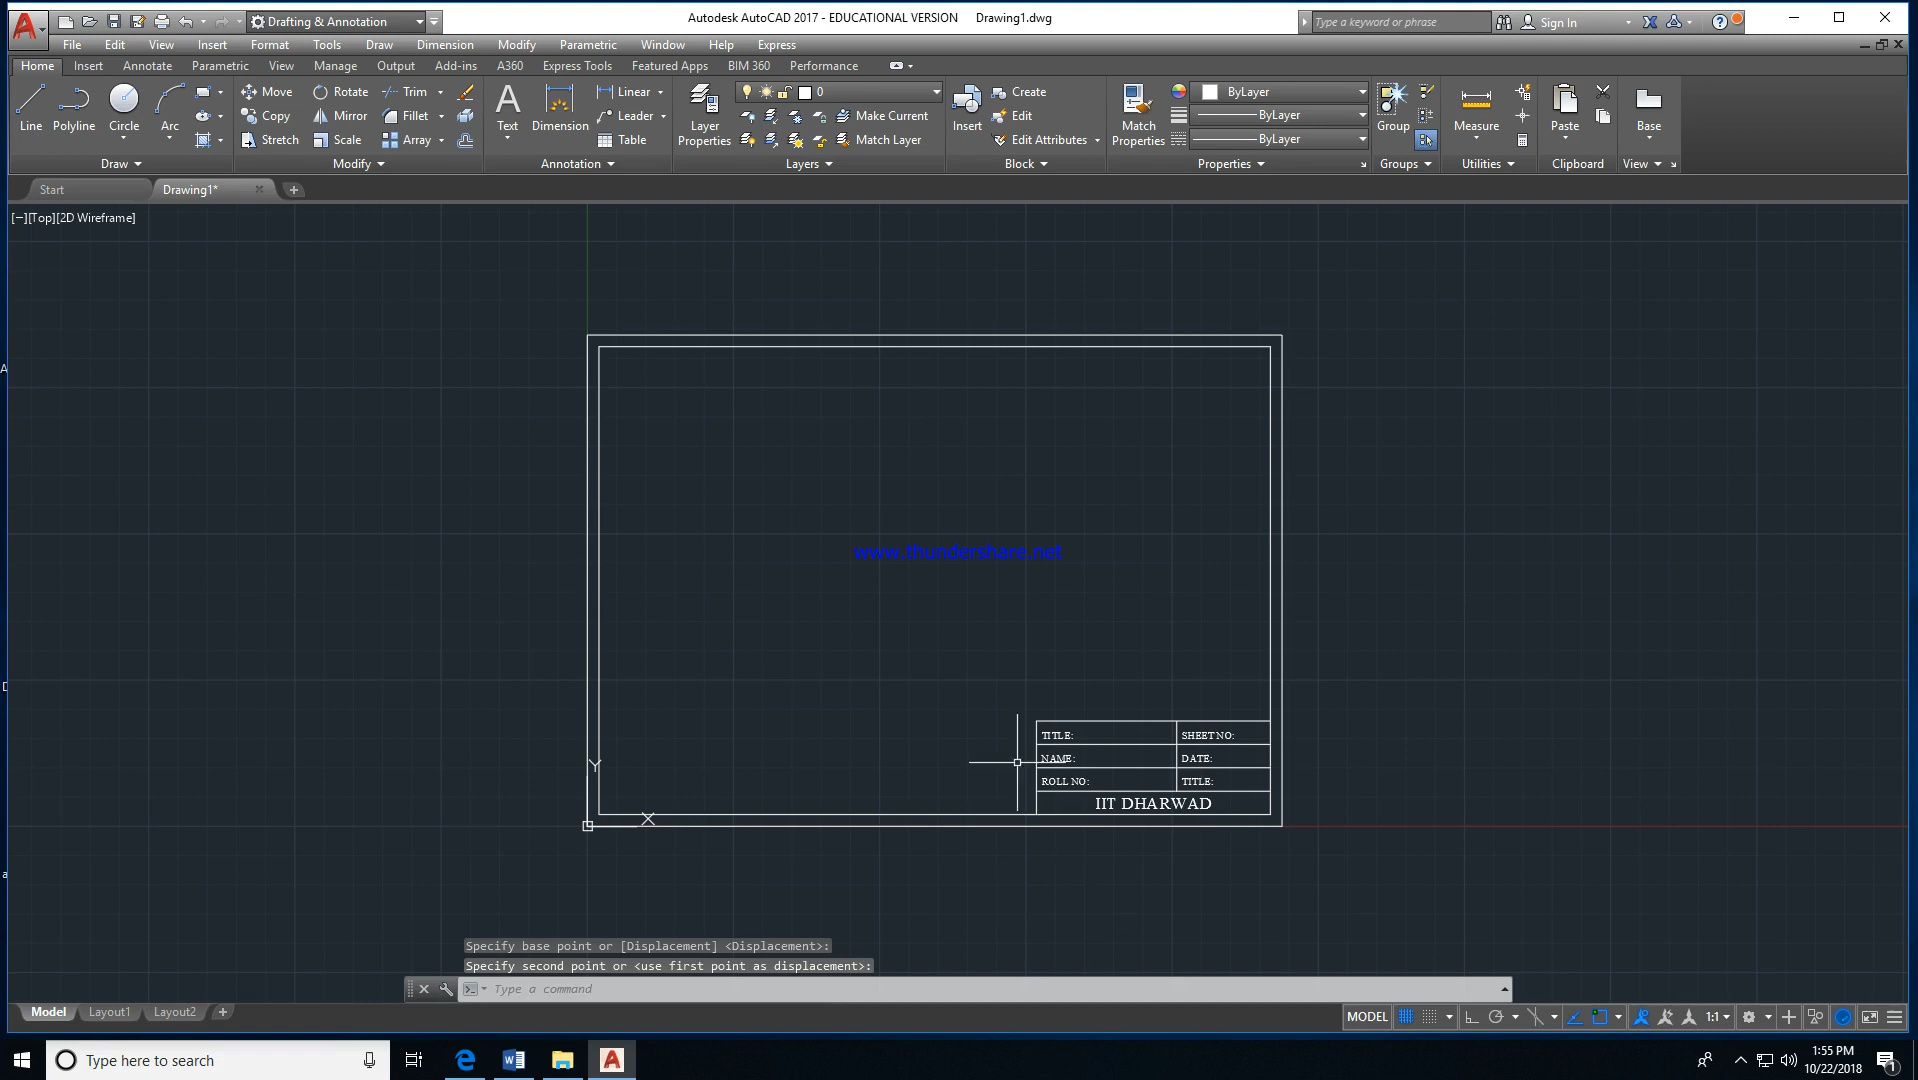 Drafting & Annotation
Autodesk AutoCAD 2017 - EDUCATIONAL VERSION Drawing1.dwg
Type a keyword or phrase
Sign In
File Edit View Insert Format Tools Draw Dimension Modify Parametric Window Help Express
Home Insert Annotate Parametric View Manage Output Add-ins A360 Express Tools Featured Apps BIM 360 Performance
Line Polyline Circle Arc
Move Rotate Trim
Copy Mirror Fillet
Stretch Scale Array
Text Dimension
Linear
Leader
Table
Layer Properties
0
Make Current
Match Layer
Insert
Create
Edit
Edit Attributes
Match Properties
ByLayer
ByLayer
ByLayer
Group
Measure
Paste
Base
Draw Modify Annotation Layers Block Properties Groups Utilities Clipboard View
Start Drawing1*
[−][Top][2D Wireframe]
A
D
a
www.thundershare.net
TITLE: SHEET NO:
NAME: DATE:
ROLL NO: TITLE:
IIT DHARWAD
Y
X
Specify base point or [Displacement] <Displacement>:
Specify second point or <use first point as displacement>:
Type a command
Model Layout1 Layout2
MODEL 1:1
Type here to search
1:55 PM
10/22/2018
1